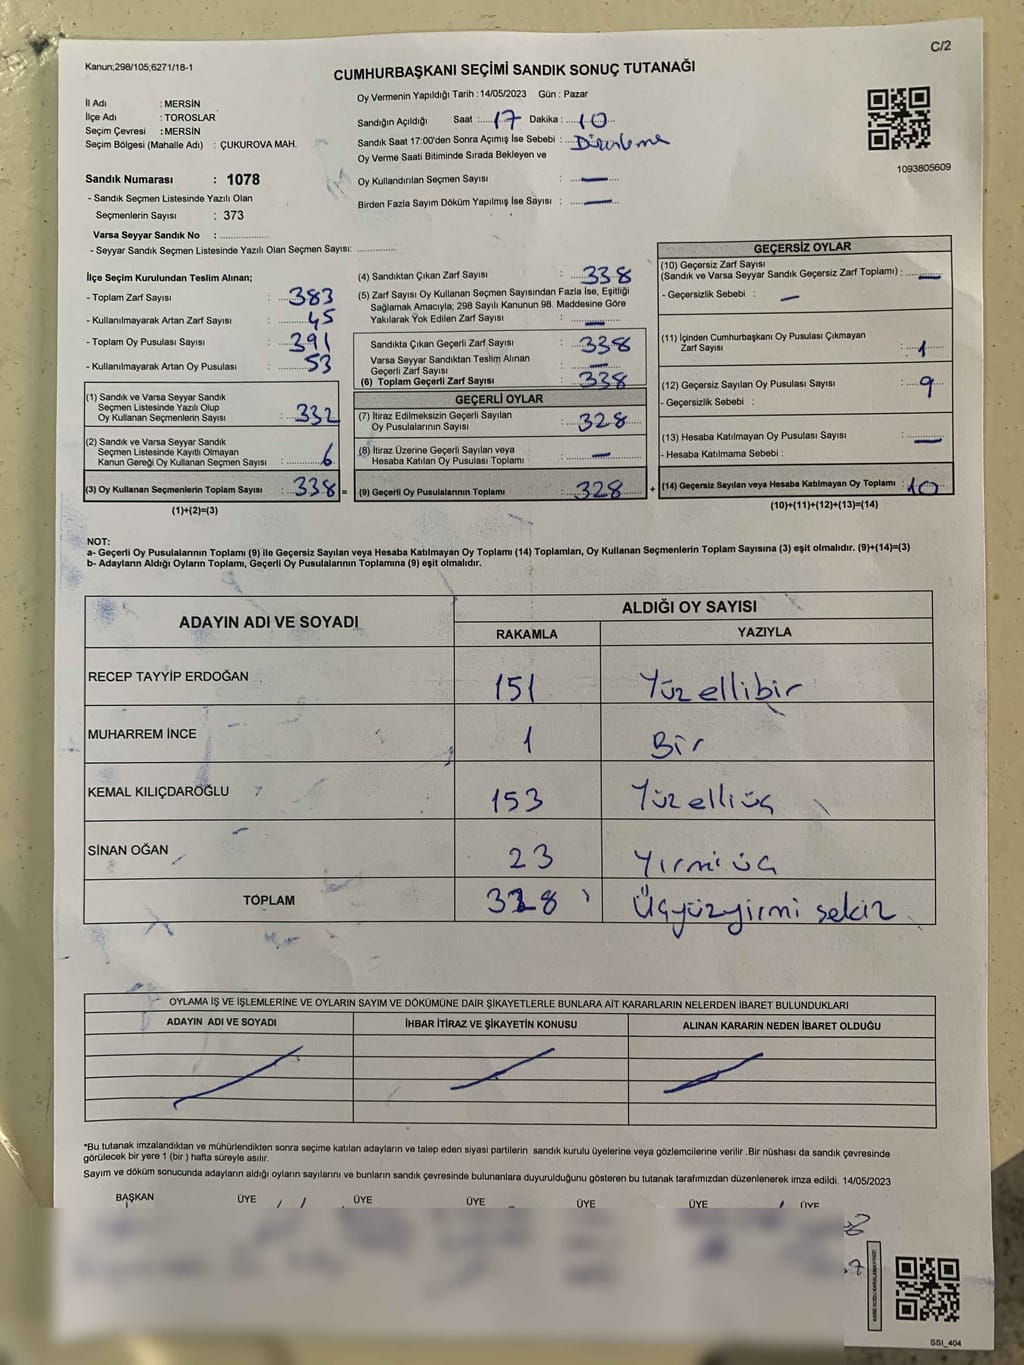 C/2
Kanun;298/105;6271/18-1
CUMHURBAŞKANI SEÇİMİ SANDIK SONUÇ TUTANAĞI
İl Adı : MERSİN
İlçe Adı : TOROSLAR
Seçim Çevresi : MERSİN
Seçim Bölgesi (Mahalle Adı) : ÇUKUROVA MAH.
Sandık Numarası : 1078
- Sandık Seçmen Listesinde Yazılı Olan
Seçmenlerin Sayısı : 373
Varsa Seyyar Sandık No : ...............
- Seyyar Sandık Seçmen Listesinde Yazılı Olan Seçmen Sayısı: ............
Oy Vermenin Yapıldığı Tarih : 14/05/2023 Gün : Pazar
Sandığın Açıldığı Saat : 17 Dakika : 10
Sandık Saat 17:00'den Sonra Açımış İse Sebebi : Düzenleme
Oy Verme Saati Bitiminde Sırada Bekleyen ve
Oy Kullandırılan Seçmen Sayısı : —
Birden Fazla Sayım Döküm Yapılmış İse Sayısı : —
1093805609
İlçe Seçim Kurulundan Teslim Alınan;
- Toplam Zarf Sayısı : 383
- Kullanılmayarak Artan Zarf Sayısı : 45
- Toplam Oy Pusulası Sayısı : 391
- Kullanılmayarak Artan Oy Pusulası : 53
(1) Sandık ve Varsa Seyyar Sandık
Seçmen Listesinde Yazılı Olup
Oy Kullanan Seçmenlerin Sayısı : 332
(2) Sandık ve Varsa Seyyar Sandık
Seçmen Listesinde Kayıtlı Olmayan
Kanun Gereği Oy Kullanan Seçmen Sayısı : 6
(3) Oy Kullanan Seçmenlerin Toplam Sayısı : 338 =
(1)+(2)=(3)
(4) Sandıktan Çıkan Zarf Sayısı : 338
(5) Zarf Sayısı Oy Kullanan Seçmen Sayısından Fazla İse, Eşitliği
Sağlamak Amacıyla; 298 Sayılı Kanunun 98. Maddesine Göre
Yakılarak Yok Edilen Zarf Sayısı : —
Sandıkta Çıkan Geçerli Zarf Sayısı : 338
Varsa Seyyar Sandıktan Teslim Alınan
Geçerli Zarf Sayısı : —
(6) Toplam Geçerli Zarf Sayısı : 338
GEÇERLİ OYLAR
(7) İtiraz Edilmeksizin Geçerli Sayılan
Oy Pusulalarının Sayısı : 328
(8) İtiraz Üzerine Geçerli Sayılan veya
Hesaba Katılan Oy Pusulası Toplamı : —
(9) Geçerli Oy Pusulalarının Toplamı : 328 +
GEÇERSİZ OYLAR
(10) Geçersiz Zarf Sayısı
(Sandık ve Varsa Seyyar Sandık Geçersiz Zarf Toplamı) : —
- Geçersizlik Sebebi : —
(11) İçinden Cumhurbaşkanı Oy Pusulası Çıkmayan
Zarf Sayısı : 1
(12) Geçersiz Sayılan Oy Pusulası Sayısı : 9
- Geçersizlik Sebebi :
(13) Hesaba Katılmayan Oy Pusulası Sayısı : —
- Hesaba Katılmama Sebebi :
(14) Geçersiz Sayılan veya Hesaba Katılmayan Oy Toplamı : 10
(10)+(11)+(12)+(13)=(14)
NOT:
a- Geçerli Oy Pusulalarının Toplamı (9) ile Geçersiz Sayılan veya Hesaba Katılmayan Oy Toplamı (14) Toplamları, Oy Kullanan Seçmenlerin Toplam Sayısına (3) eşit olmalıdır. (9)+(14)=(3)
b- Adayların Aldığı Oyların Toplamı, Geçerli Oy Pusulalarının Toplamına (9) eşit olmalıdır.
ADAYIN ADI VE SOYADI
ALDIĞI OY SAYISI
RAKAMLA YAZIYLA
RECEP TAYYİP ERDOĞAN 151 Yüzellibir
MUHARREM İNCE 1 Bir
KEMAL KILIÇDAROĞLU 153 Yüzelliüç
SİNAN OĞAN 23 Yirmiüç
TOPLAM 328 Üçyüzyirmi sekiz
OYLAMA İŞ VE İŞLEMLERİNE VE OYLARIN SAYIM VE DÖKÜMÜNE DAİR ŞİKAYETLERLE BUNLARA AİT KARARLARIN NELERDEN İBARET BULUNDUKLARI
ADAYIN ADI VE SOYADI İHBAR İTİRAZ VE ŞİKAYETİN KONUSU ALINAN KARARIN NEDEN İBARET OLDUĞU
*Bu tutanak imzalandıktan ve mühürlendikten sonra seçime katılan adayların ve talep eden siyasi partilerin sandık kurulu üyelerine veya gözlemcilerine verilir .Bir nüshası da sandık çevresinde
görülecek bir yere 1 (bir ) hafta süreyle asılır.
Sayım ve döküm sonucunda adayların aldığı oyların sayılarını ve bunların sandık çevresinde bulunanlara duyurulduğunu gösteren bu tutanak tarafımızdan düzenlenerek imza edildi. 14/05/2023
BAŞKAN ÜYE ÜYE ÜYE ÜYE ÜYE ÜYE
SSI_404